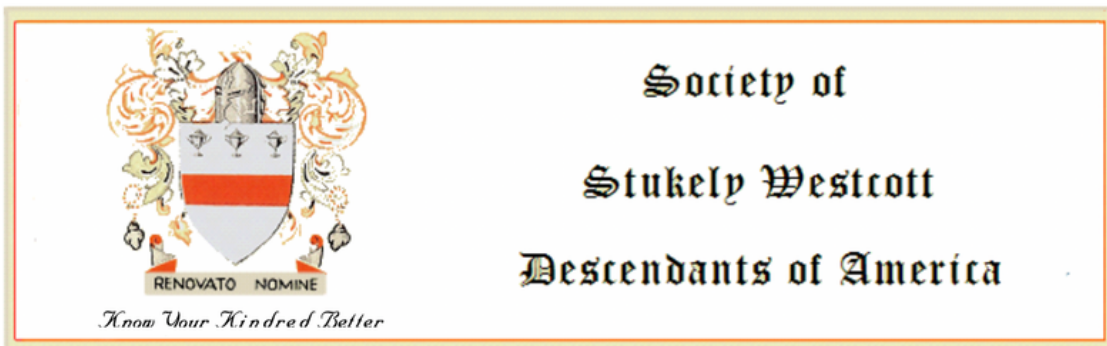 RENOVATO NOMINE
Know Your Kindred Better
Society of
Stukely Westcott
Descendants of America